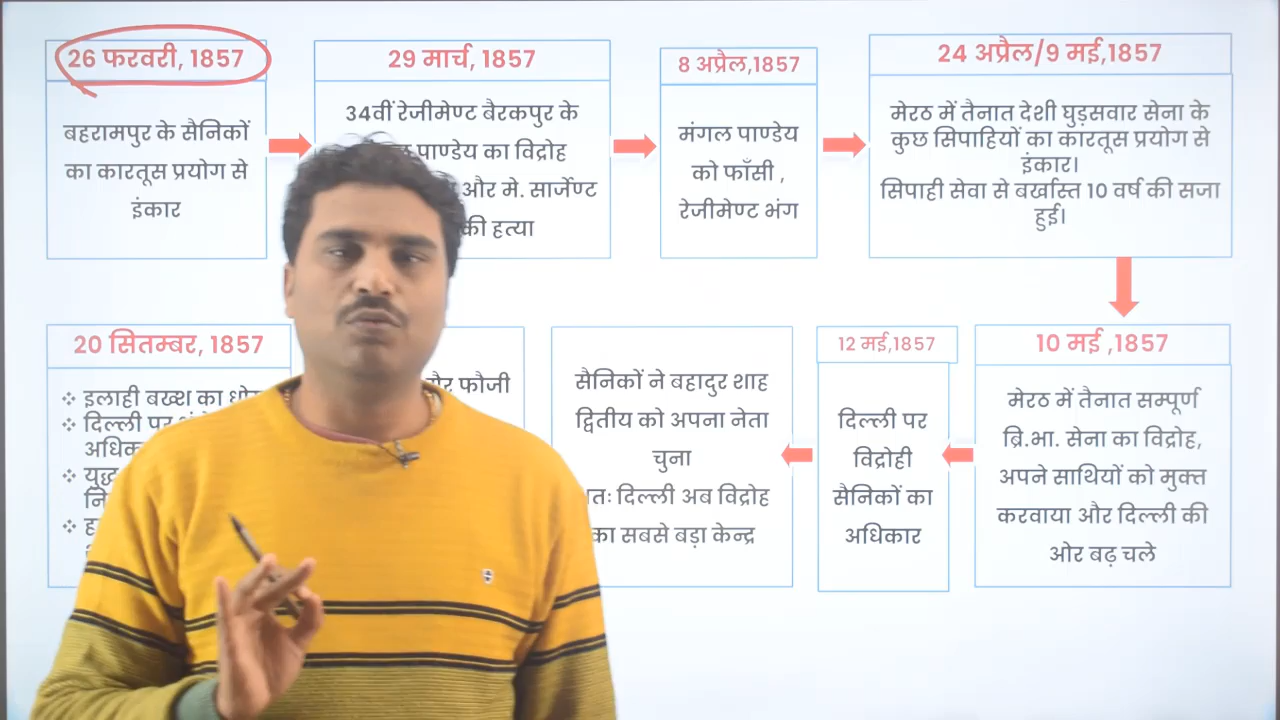 26 फरवरी, 1857
बहरामपुर के सैनिकों
का कारतूस प्रयोग से
इंकार
29 मार्च, 1857
34वीं रेजीमेण्ट बैरकपुर के
पाण्डेय का विद्रोह
और मे. सार्जेण्ट
की हत्या
8 अप्रैल,1857
मंगल पाण्डेय
को फाँसी ,
रेजीमेण्ट भंग
24 अप्रैल/9 मई,1857
मेरठ में तैनात देशी घुड़सवार सेना के
कुछ सिपाहियों का कारतूस प्रयोग से
इंकार।
सिपाही सेवा से बर्खास्त 10 वर्ष की सजा
हुई।
10 मई ,1857
मेरठ में तैनात सम्पूर्ण
ब्रि.भा. सेना का विद्रोह,
अपने साथियों को मुक्त
करवाया और दिल्ली की
ओर बढ़ चले
12 मई,1857
दिल्ली पर
विद्रोही
सैनिकों का
अधिकार
सैनिकों ने बहादुर शाह
द्वितीय को अपना नेता
चुना
दिल्ली अब विद्रोह
का सबसे बड़ा केन्द्र
फौजी
20 सितम्बर, 1857
❖ इलाही बख्श का
❖ दिल्ली पर
❖
❖